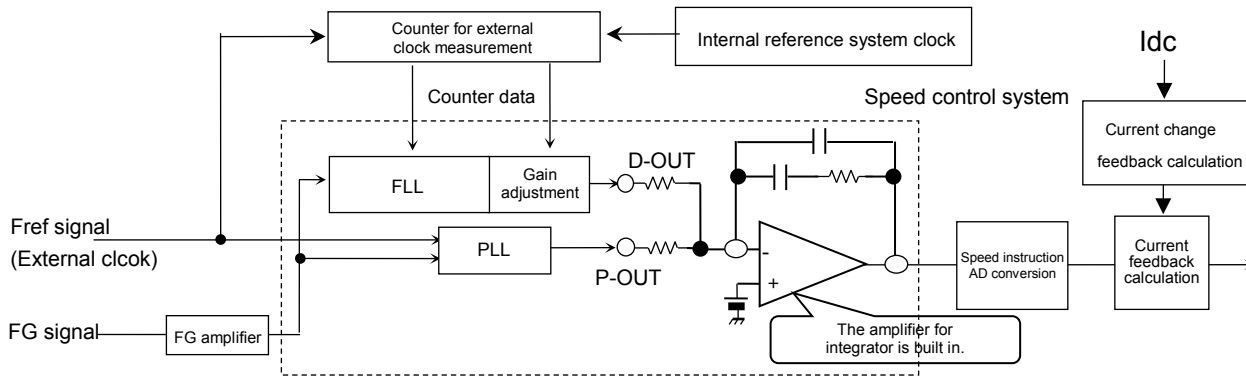 Counter for external
clock measurement
Internal reference system clock
Idc
Counter data
Speed control system
Current change
feedback calculation
D-OUT
FLL
Gain
adjustment
Fref signal
(External clcok)
PLL
P-OUT
-
+
Speed instruction
AD conversion
Current
feedback
calculation
FG signal
FG amplifier
The amplifier for
integrator is built in.